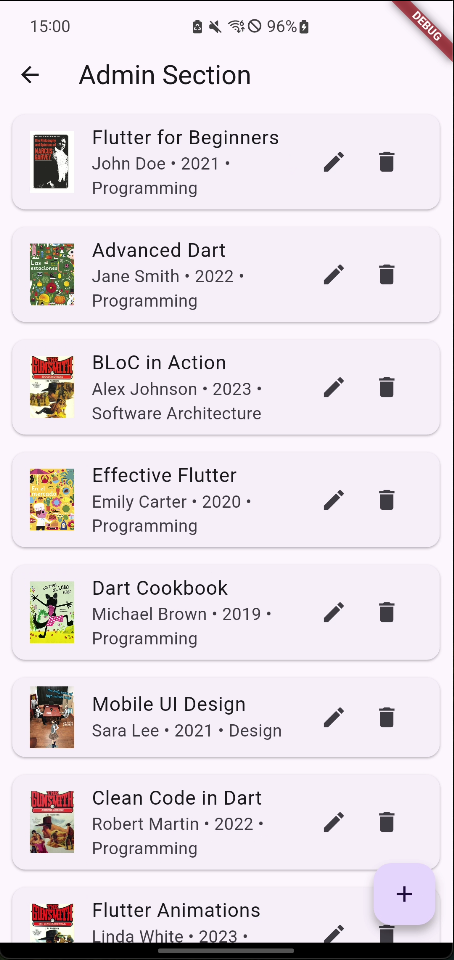 15:00
96%
DEBUG
Admin Section
Flutter for Beginners
John Doe • 2021 •
Programming
Advanced Dart
Jane Smith • 2022 •
Programming
BLoC in Action
Alex Johnson • 2023 •
Software Architecture
Effective Flutter
Emily Carter • 2020 •
Programming
Dart Cookbook
Michael Brown • 2019 •
Programming
Mobile UI Design
Sara Lee • 2021 • Design
Clean Code in Dart
Robert Martin • 2022 •
Programming
Flutter Animations
Linda White • 2023 •